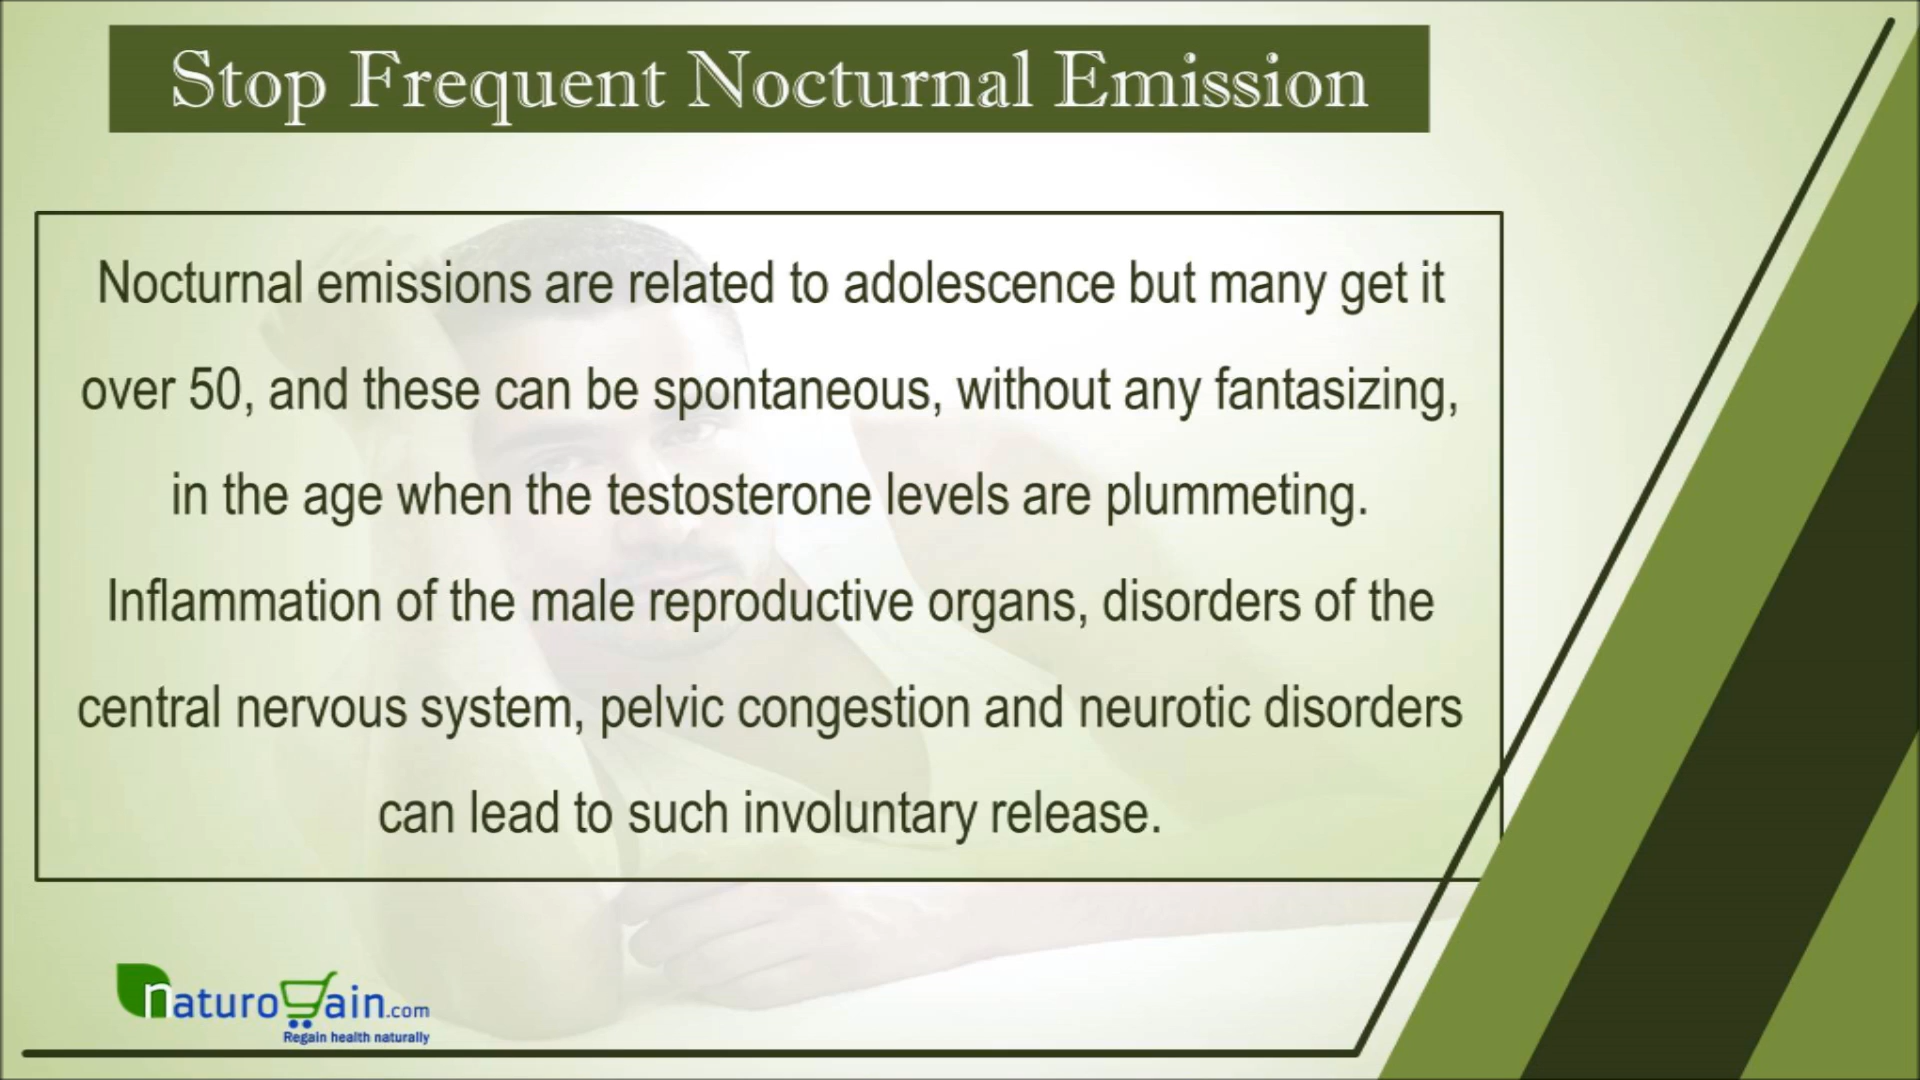 Stop Frequent Nocturnal Emission
Nocturnal emissions are related to adolescence but many get it
over 50, and these can be spontaneous, without any fantasizing,
in the age when the testosterone levels are plummeting.
Inflammation of the male reproductive organs, disorders of the
central nervous system, pelvic congestion and neurotic disorders
can lead to such involuntary release.
naturogain.com
Regain health naturally